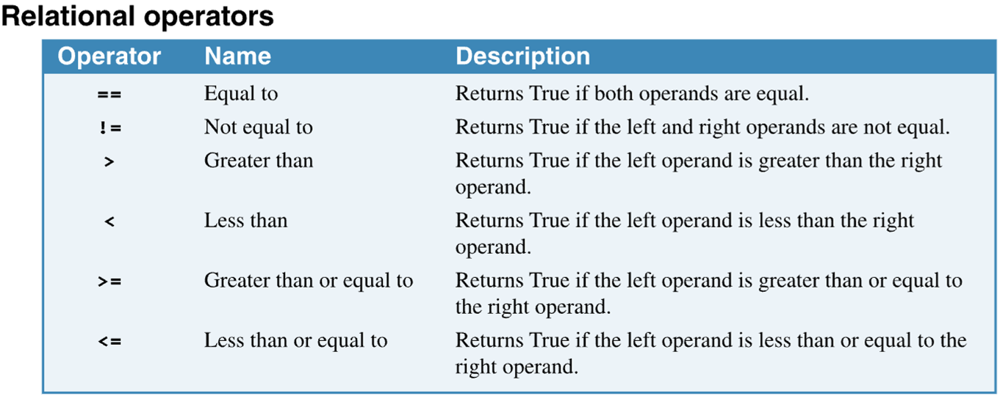 Relational operators
Operator Name Description
== Equal to Returns True if both operands are equal.
!= Not equal to Returns True if the left and right operands are not equal.
> Greater than Returns True if the left operand is greater than the right
operand.
< Less than Returns True if the left operand is less than the right
operand.
>= Greater than or equal to Returns True if the left operand is greater than or equal to
the right operand.
<= Less than or equal to Returns True if the left operand is less than or equal to the
right operand.